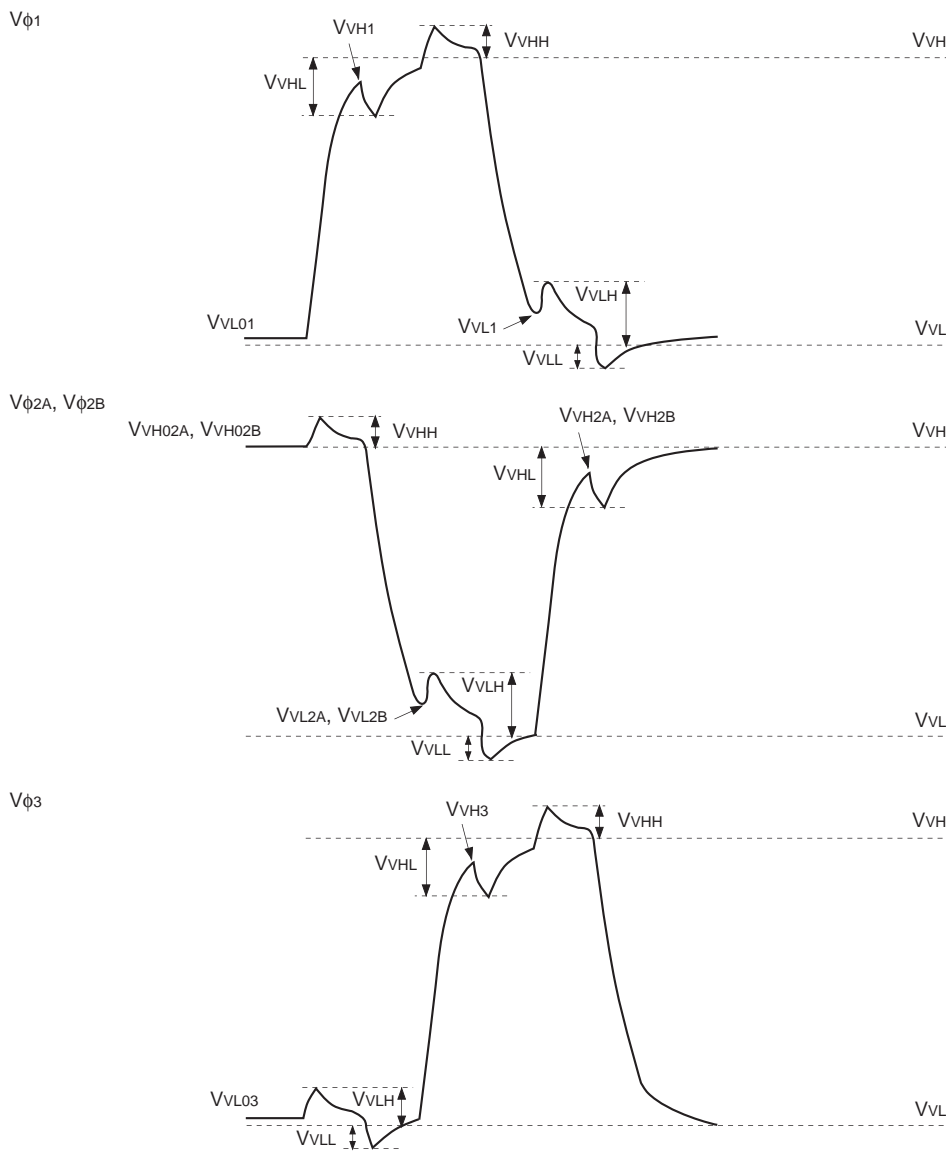 Vϕ1
VVH1
VVHH
VVH
VVHL
VVLH
VVL01
VVL1
VVL
VVLL
Vϕ2A, Vϕ2B
VVH02A, VVH02B
VVHH
VVH2A, VVH2B
VVH
VVHL
VVLH
VVL2A, VVL2B
VVL
VVLL
Vϕ3
VVH3
VVHH
VVH
VVHL
VVL03
VVLH
VVL
VVLL